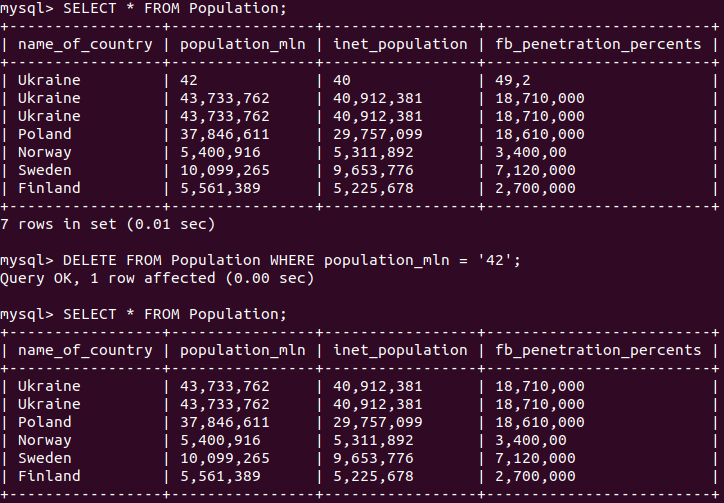 mysql> SELECT * FROM Population;
+-----------------+---------------+-----------------+-------------------------+
| name_of_country | population_mln | inet_population | fb_penetration_percents |
+-----------------+---------------+-----------------+-------------------------+
| Ukraine | 42 | 40 | 49,2 |
| Ukraine | 43,733,762 | 40,912,381 | 18,710,000 |
| Ukraine | 43,733,762 | 40,912,381 | 18,710,000 |
| Poland | 37,846,611 | 29,757,099 | 18,610,000 |
| Norway | 5,400,916 | 5,311,892 | 3,400,00 |
| Sweden | 10,099,265 | 9,653,776 | 7,120,000 |
| Finland | 5,561,389 | 5,225,678 | 2,700,000 |
+-----------------+---------------+-----------------+-------------------------+
7 rows in set (0.01 sec)
mysql> DELETE FROM Population WHERE population_mln = '42';
Query OK, 1 row affected (0.00 sec)
mysql> SELECT * FROM Population;
+-----------------+---------------+-----------------+-------------------------+
| name_of_country | population_mln | inet_population | fb_penetration_percents |
+-----------------+---------------+-----------------+-------------------------+
| Ukraine | 43,733,762 | 40,912,381 | 18,710,000 |
| Ukraine | 43,733,762 | 40,912,381 | 18,710,000 |
| Poland | 37,846,611 | 29,757,099 | 18,610,000 |
| Norway | 5,400,916 | 5,311,892 | 3,400,00 |
| Sweden | 10,099,265 | 9,653,776 | 7,120,000 |
| Finland | 5,561,389 | 5,225,678 | 2,700,000 |
+-----------------+---------------+-----------------+-------------------------+